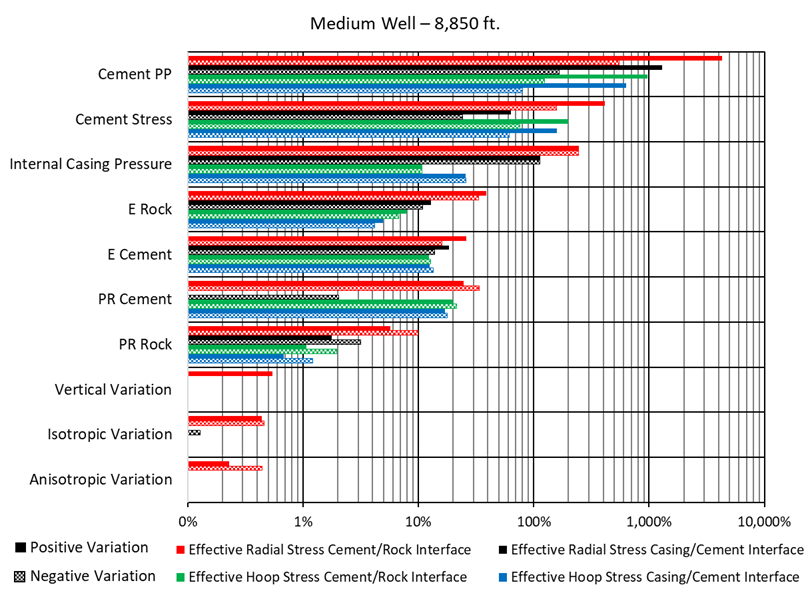 Medium Well – 8,850 ft.
Cement PP
Cement Stress
Internal Casing Pressure
E Rock
E Cement
PR Cement
PR Rock
Vertical Variation
Isotropic Variation
Anisotropic Variation
0% 1% 10% 100% 1,000% 10,000%
Positive Variation Effective Radial Stress Cement/Rock Interface Effective Radial Stress Casing/Cement Interface
Negative Variation Effective Hoop Stress Cement/Rock Interface Effective Hoop Stress Casing/Cement Interface